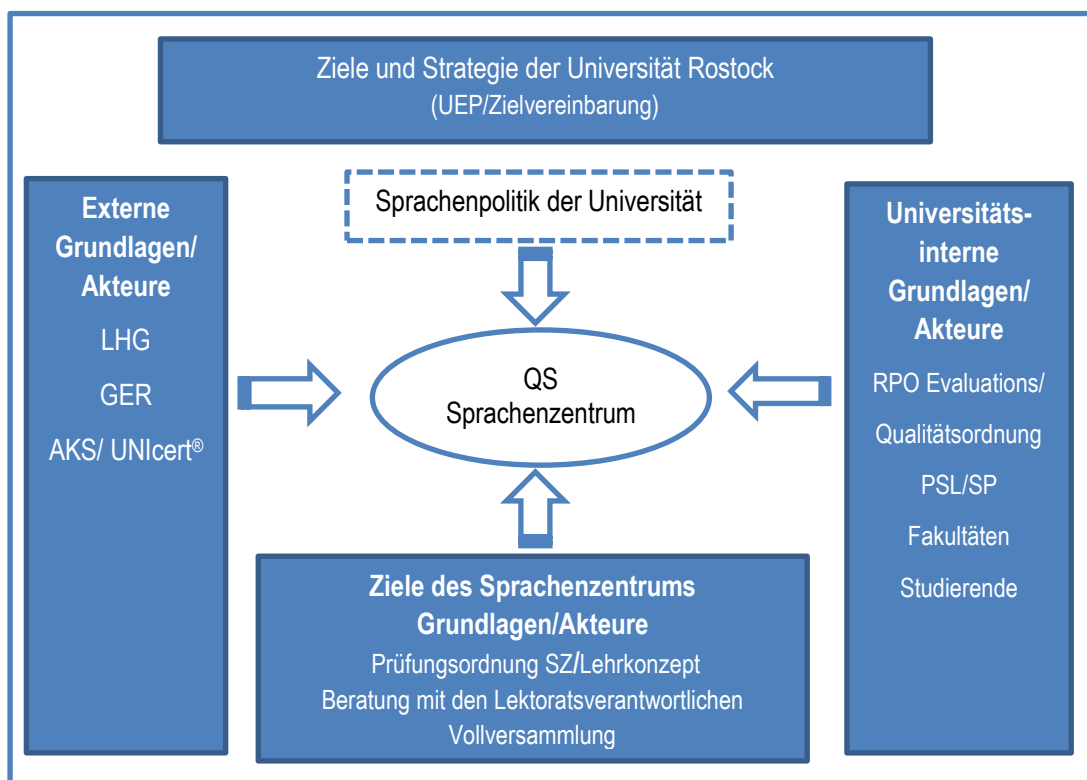 Ziele und Strategie der Universität Rostock
(UEP/Zielvereinbarung)
Sprachenpolitik der Universität
Externe
Grundlagen/
Akteure
LHG
GER
AKS/ UNIcert®
QS
Sprachenzentrum
Universitäts-
interne
Grundlagen/
Akteure
RPO Evaluations/
Qualitätsordnung
PSL/SP
Fakultäten
Studierende
Ziele des Sprachenzentrums
Grundlagen/Akteure
Prüfungsordnung SZ/Lehrkonzept
Beratung mit den Lektoratsverantwortlichen
Vollversammlung